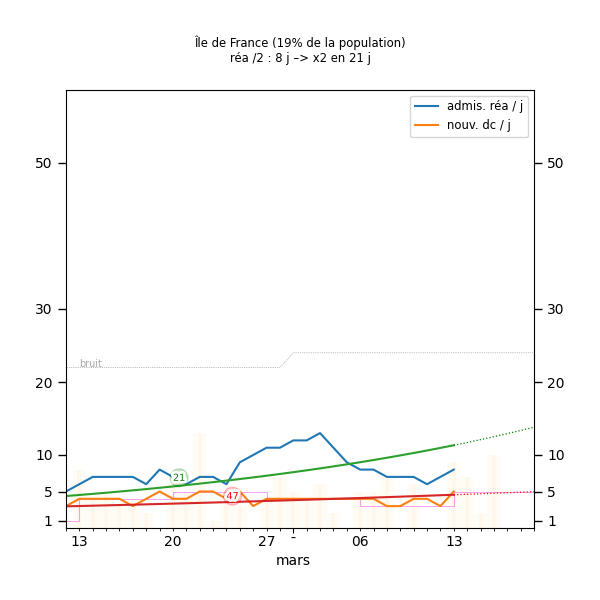 Île de France (19% de la population)
réa /2 : 8 j –> x2 en 21 j
admis. réa / j
nouv. dc / j
50 50
30 30
bruit
20 20
10 10
21
47
5 5
1 1
13 20 27 - 06 13
mars